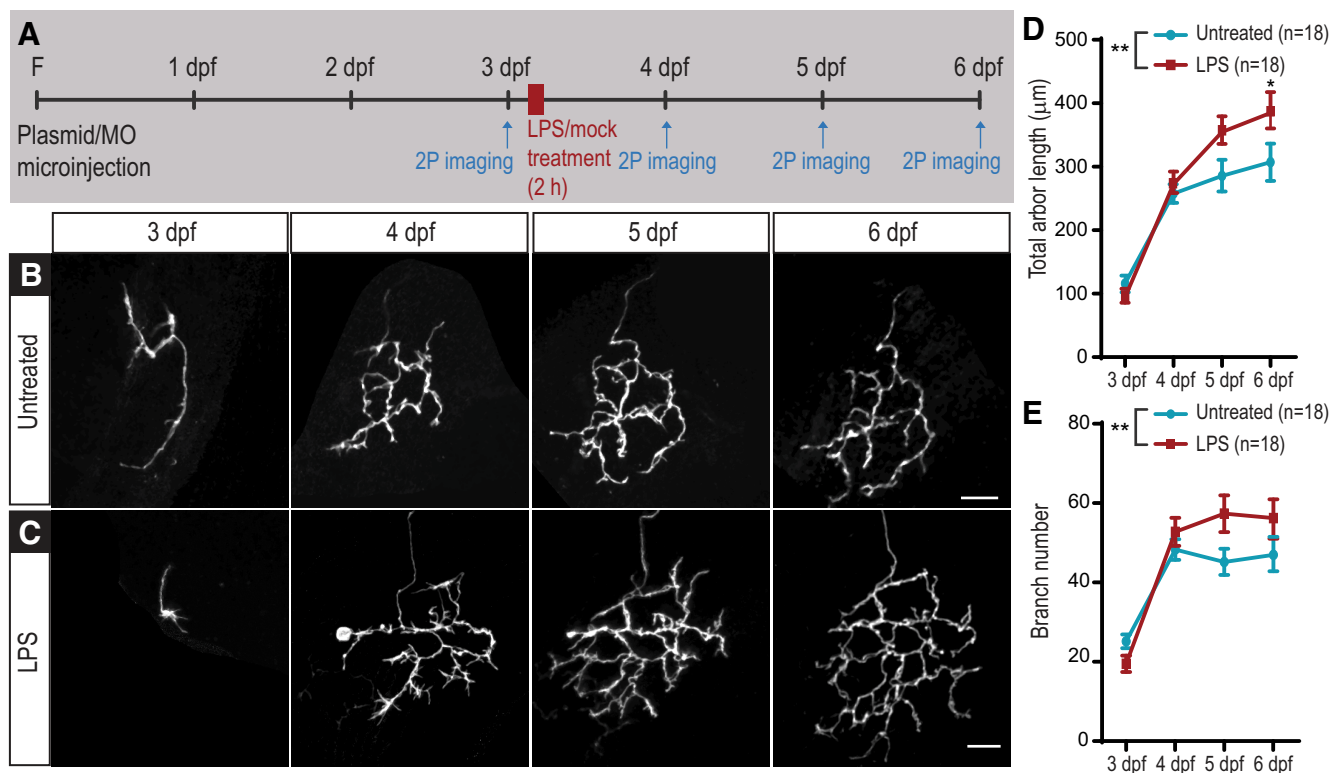 A
F 1 dpf 2 dpf 3 dpf 4 dpf 5 dpf 6 dpf
Plasmid/MO
microinjection
2P imaging
LPS/mock
treatment
(2 h)
2P imaging
2P imaging
2P imaging
3 dpf 4 dpf 5 dpf 6 dpf
B
Untreated
C
LPS
D
** Untreated (n=18)
LPS (n=18)
*
Total arbor length (μm)
500
400
300
200
100
0
3 dpf 4 dpf 5 dpf 6 dpf
E
** Untreated (n=18)
LPS (n=18)
Branch number
80
60
40
20
0
3 dpf 4 dpf 5 dpf 6 dpf